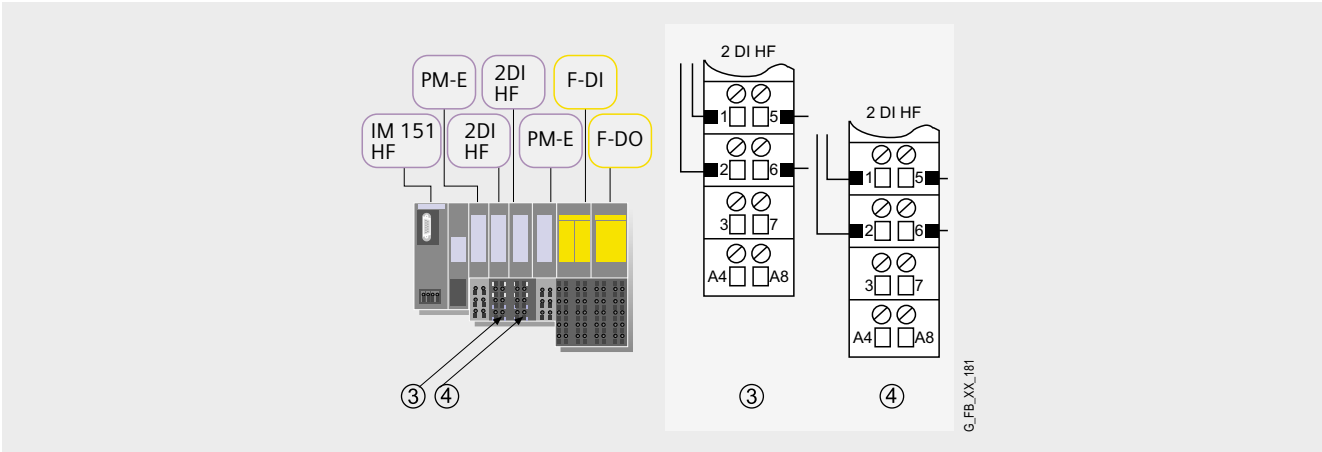 PM-E
2DI
HF
F-DI
IM 151
HF
2DI
HF
PM-E
F-DO
③ ④
2 DI HF
1 5
2 6
3 7
A4 A8
③
2 DI HF
1 5
2 6
3 7
A4 A8
④
G_FB_XX_181